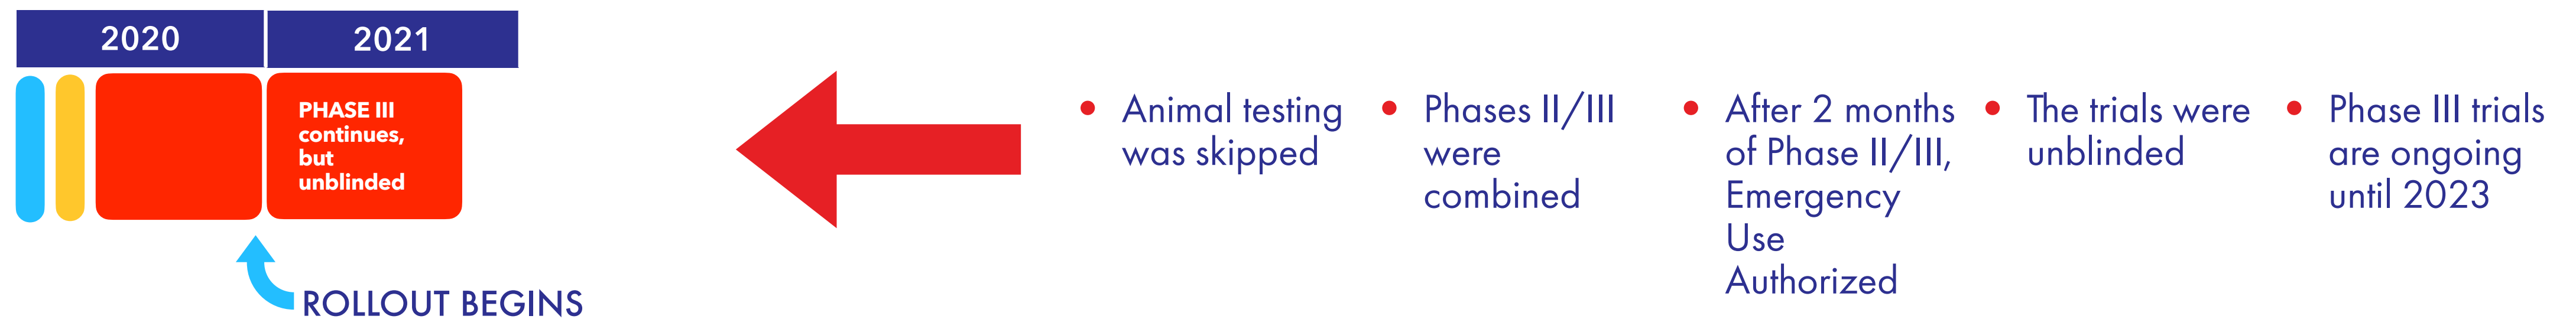 2020
2021
PHASE III
continues,
but
unblinded
ROLLOUT BEGINS
• Animal testing
was skipped
• Phases II/III
were
combined
• After 2 months
of Phase II/III,
Emergency
Use
Authorized
• The trials were
unblinded
• Phase III trials
are ongoing
until 2023